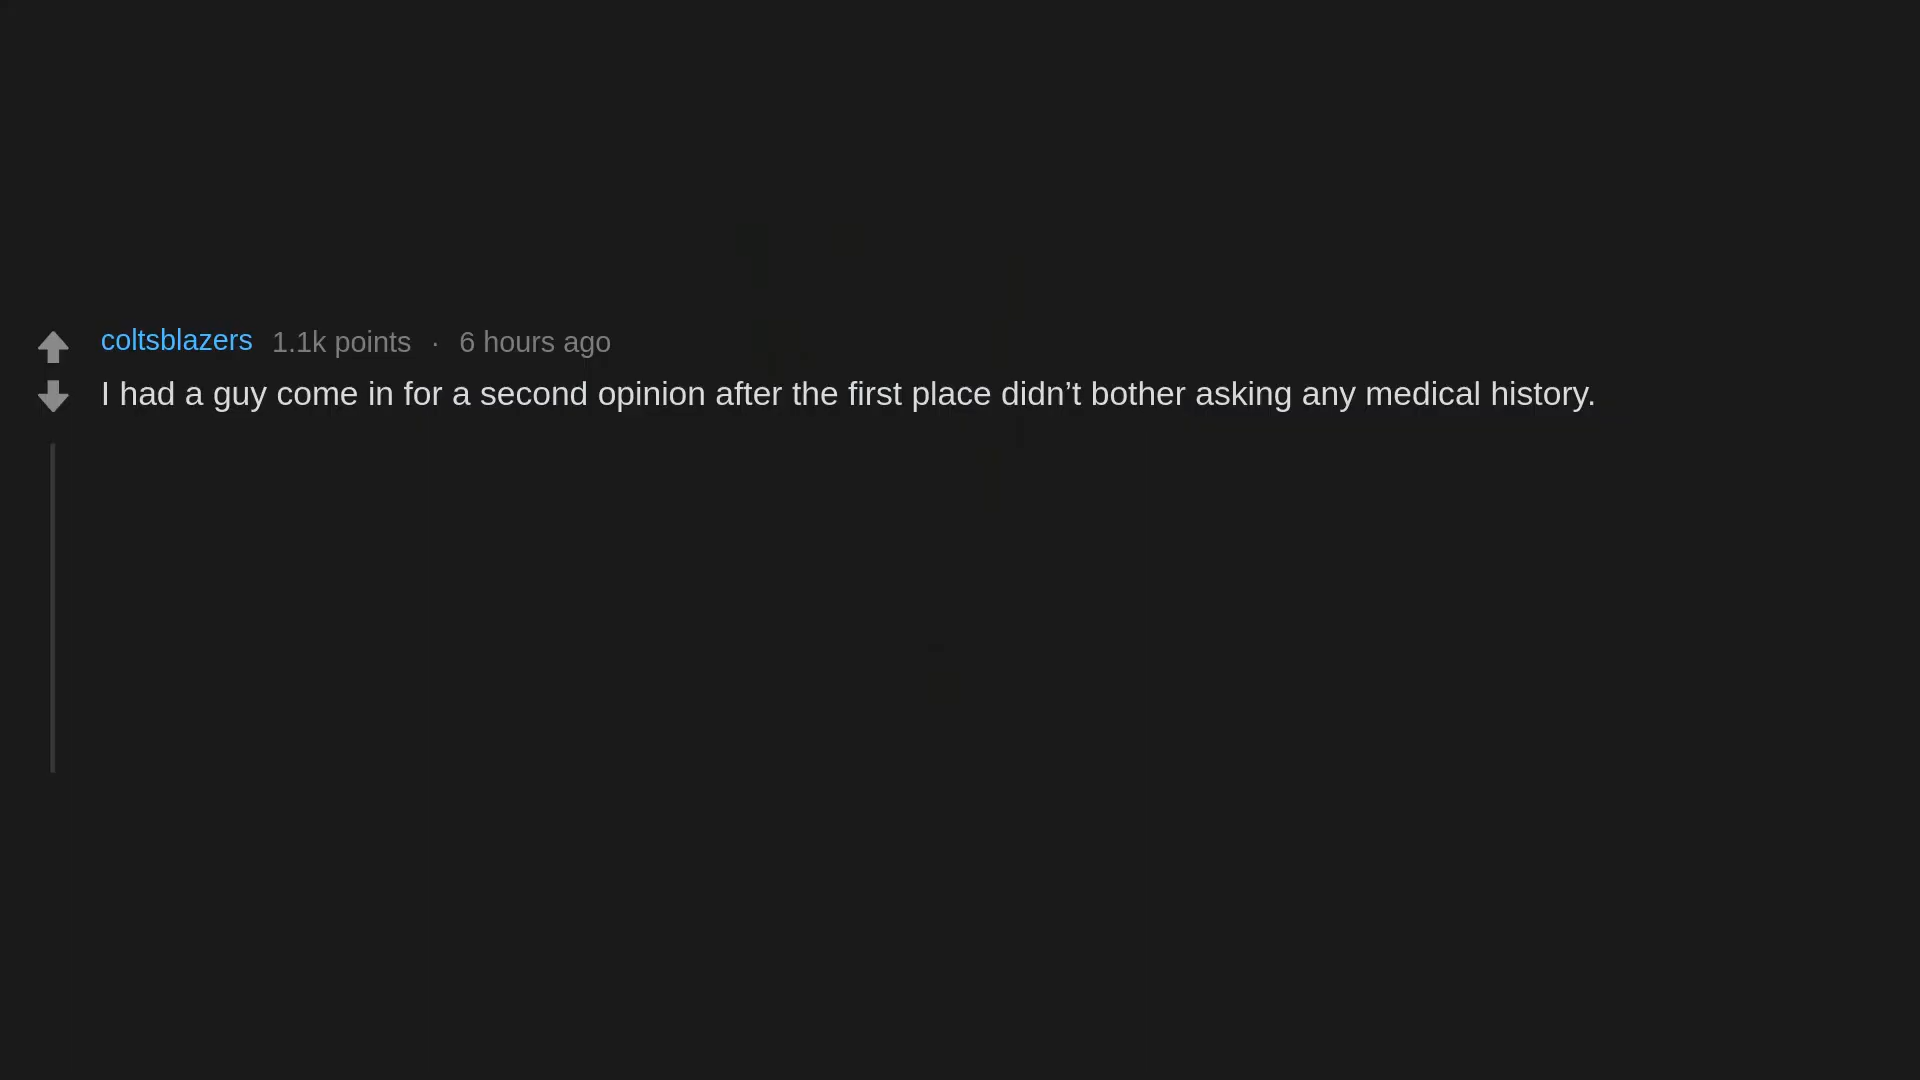 coltsblazers 1.1k points · 6 hours ago
I had a guy come in for a second opinion after the first place didn’t bother asking any medical history.